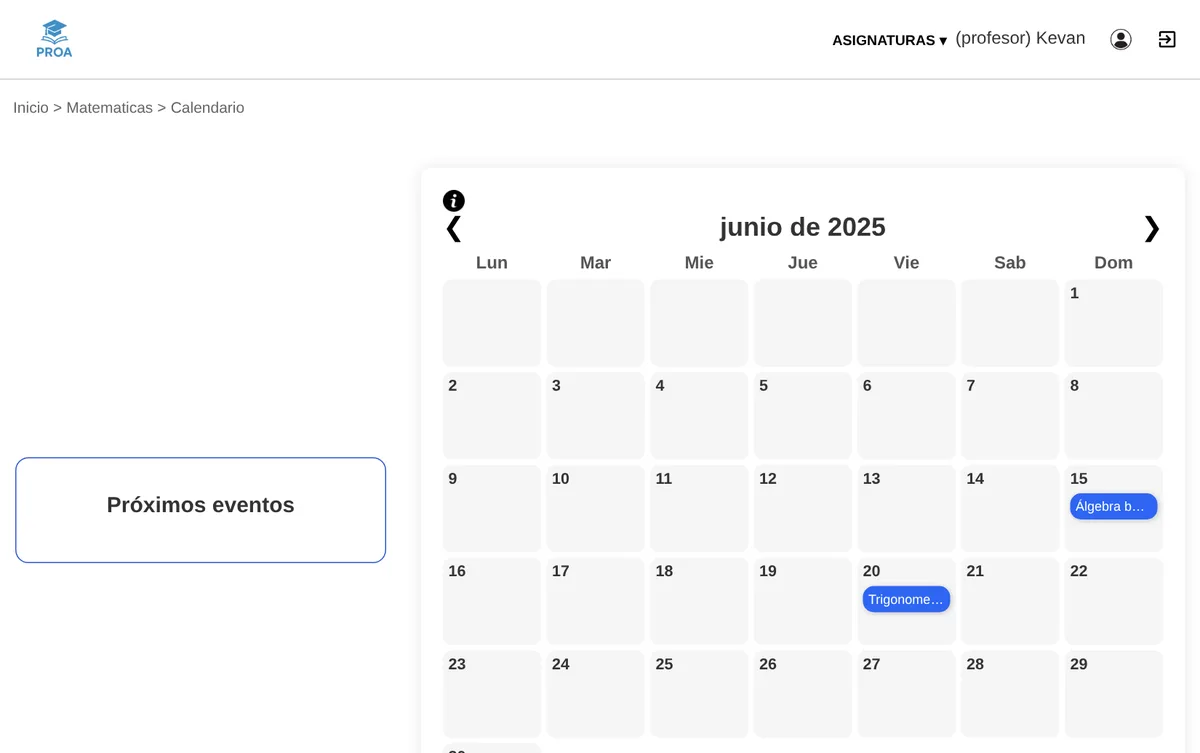 PROA
ASIGNATURAS ▾ (profesor) Kevan
Inicio > Matematicas > Calendario
i
❮ junio de 2025 ❯
Lun Mar Mie Jue Vie Sab Dom
1
2 3 4 5 6 7 8
9 10 11 12 13 14 15
Álgebra b…
Próximos eventos
16 17 18 19 20 21 22
Trigonome…
23 24 25 26 27 28 29